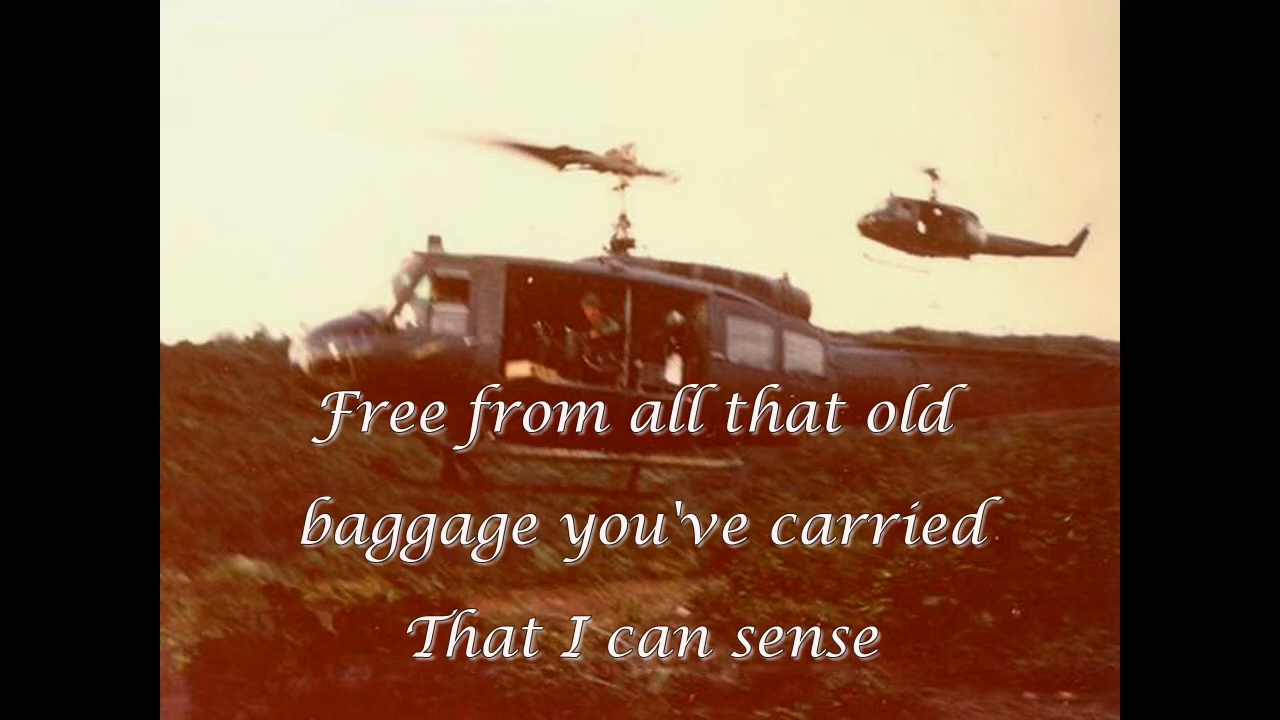 Free from all that old
baggage you've carried
That I can sense